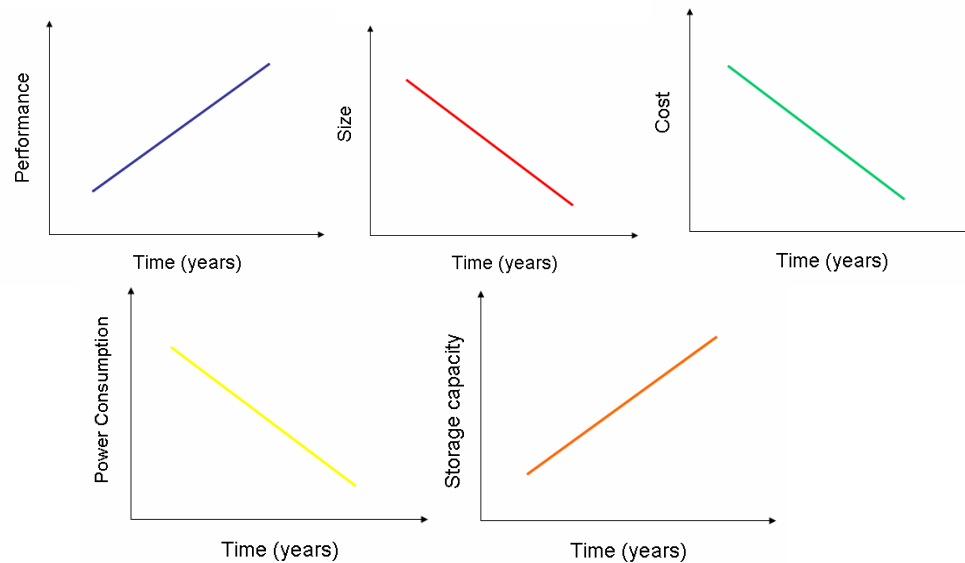 Performance
Time (years)
Size
Time (years)
Cost
Time (years)
Power Consumption
Time (years)
Storage capacity
Time (years)